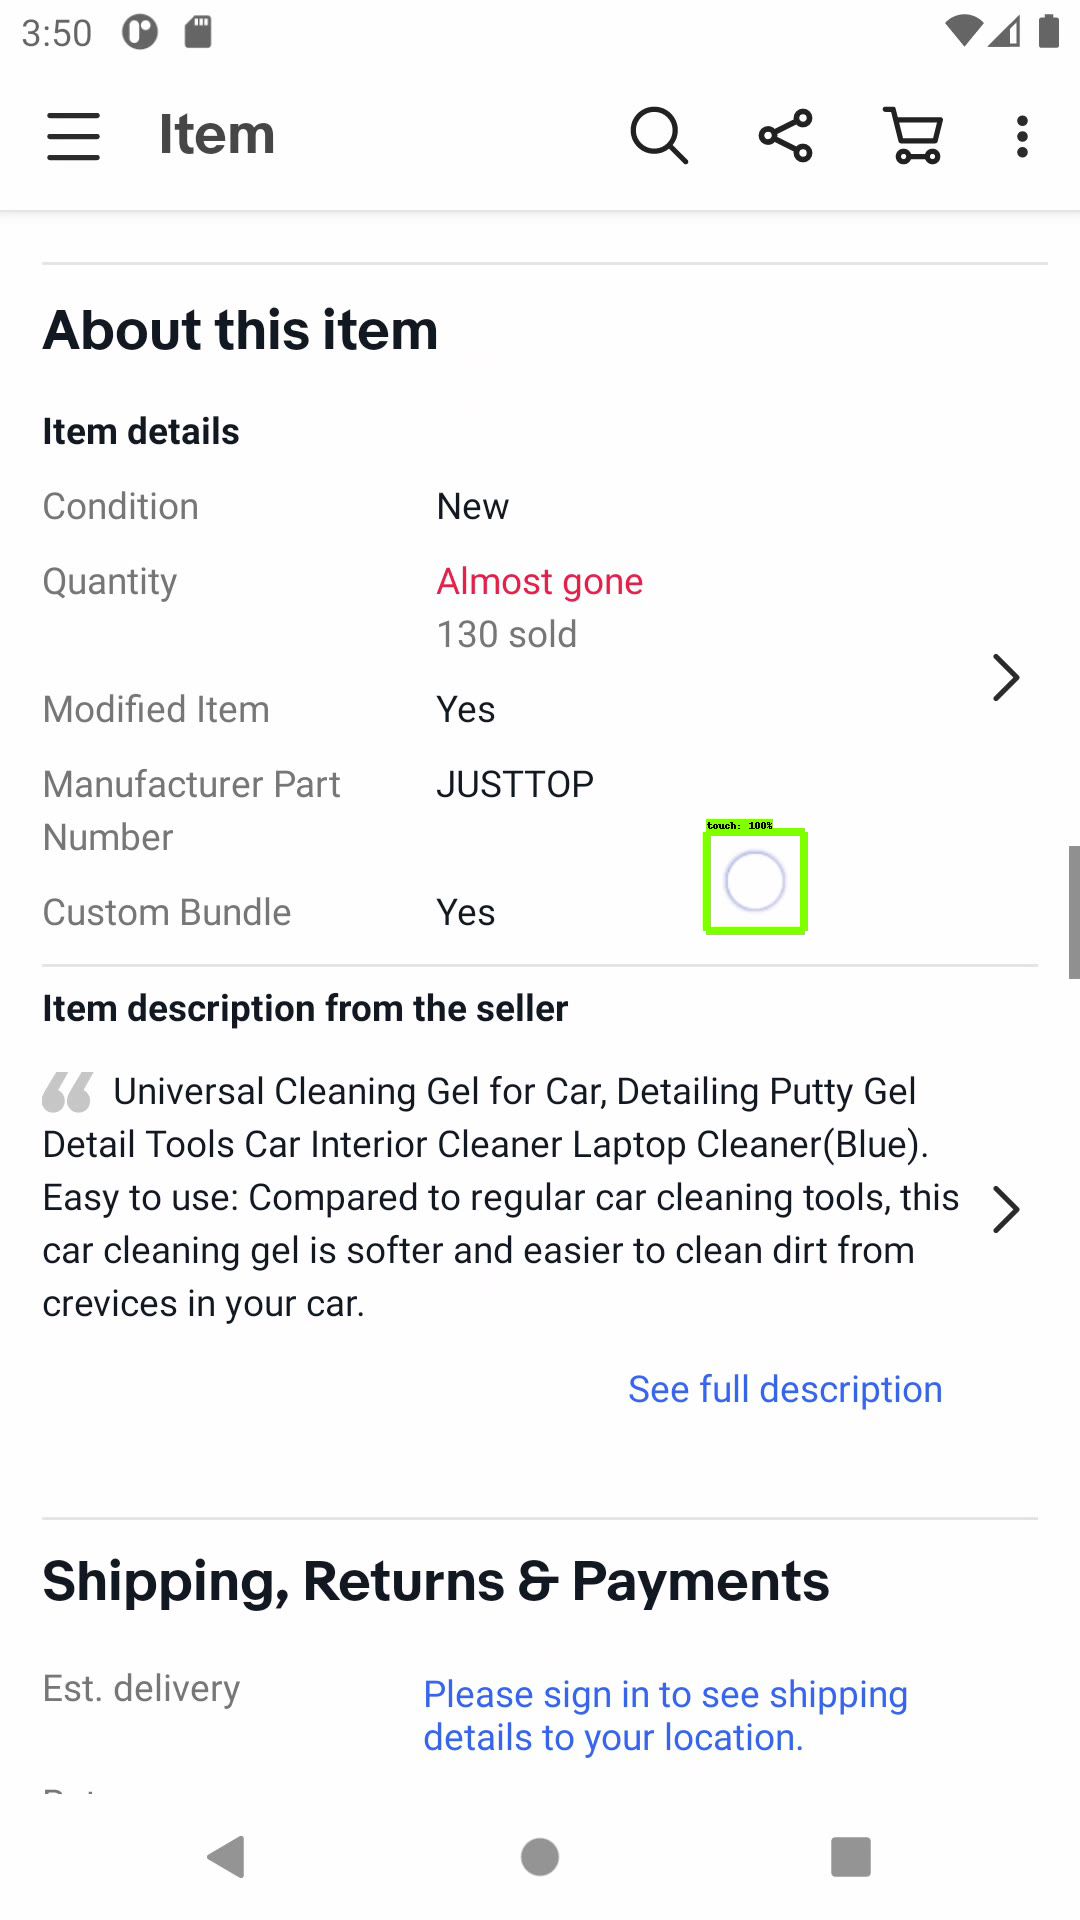 3:50
Item
About this item
Item details
Condition New
Quantity Almost gone
130 sold
Modified Item Yes
Manufacturer Part JUSTTOP
Number
touch: 100%
Custom Bundle Yes
Item description from the seller
Universal Cleaning Gel for Car, Detailing Putty Gel
Detail Tools Car Interior Cleaner Laptop Cleaner(Blue).
Easy to use: Compared to regular car cleaning tools, this
car cleaning gel is softer and easier to clean dirt from
crevices in your car.
See full description
Shipping, Returns & Payments
Est. delivery Please sign in to see shipping
details to your location.